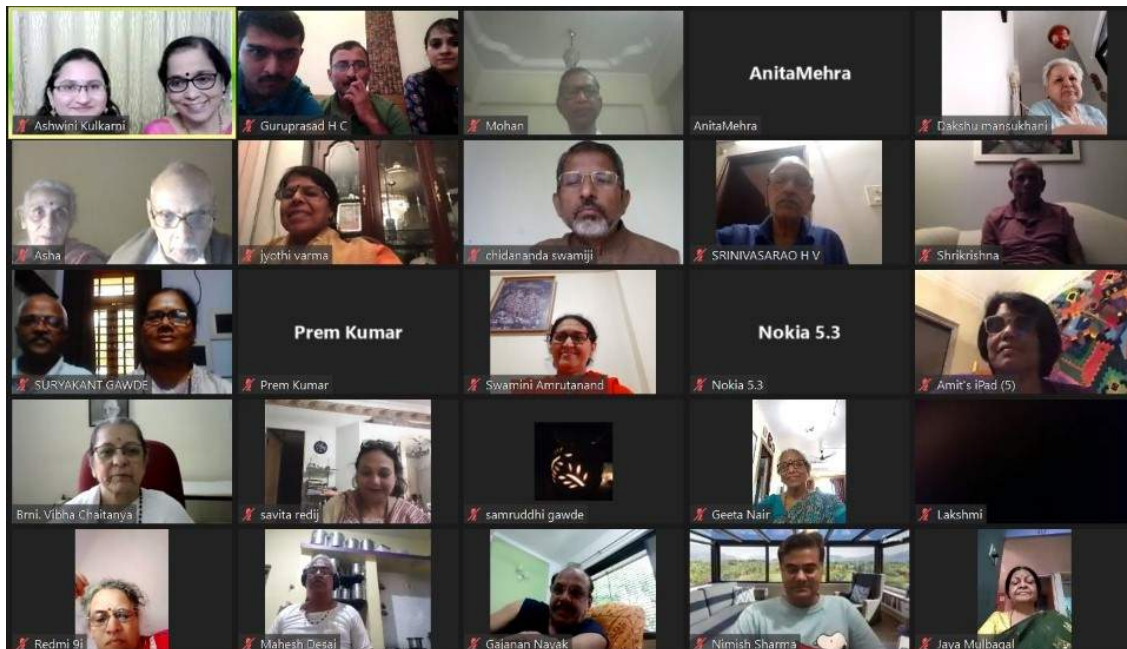 Ashwini Kulkarni
Guruprasad H C
Mohan
AnitaMehra
AnitaMehra
Dakshu mansukhani
Asha
jyothi varma
chidananda swamiji
SRINIVASARAO H V
Shrikrishna
SURYAKANT GAWDE
Prem Kumar
Prem Kumar
Swamini Amrutanand
Nokia 5.3
Nokia 5.3
Amit's iPad (5)
Brni. Vibha Chaitanya
savita redij
samruddhi gawde
Geeta Nair
Lakshmi
Redmi 9i
Mahesh Desai
Gajanan Nayak
Nimish Sharma
Jaya Mulbagal